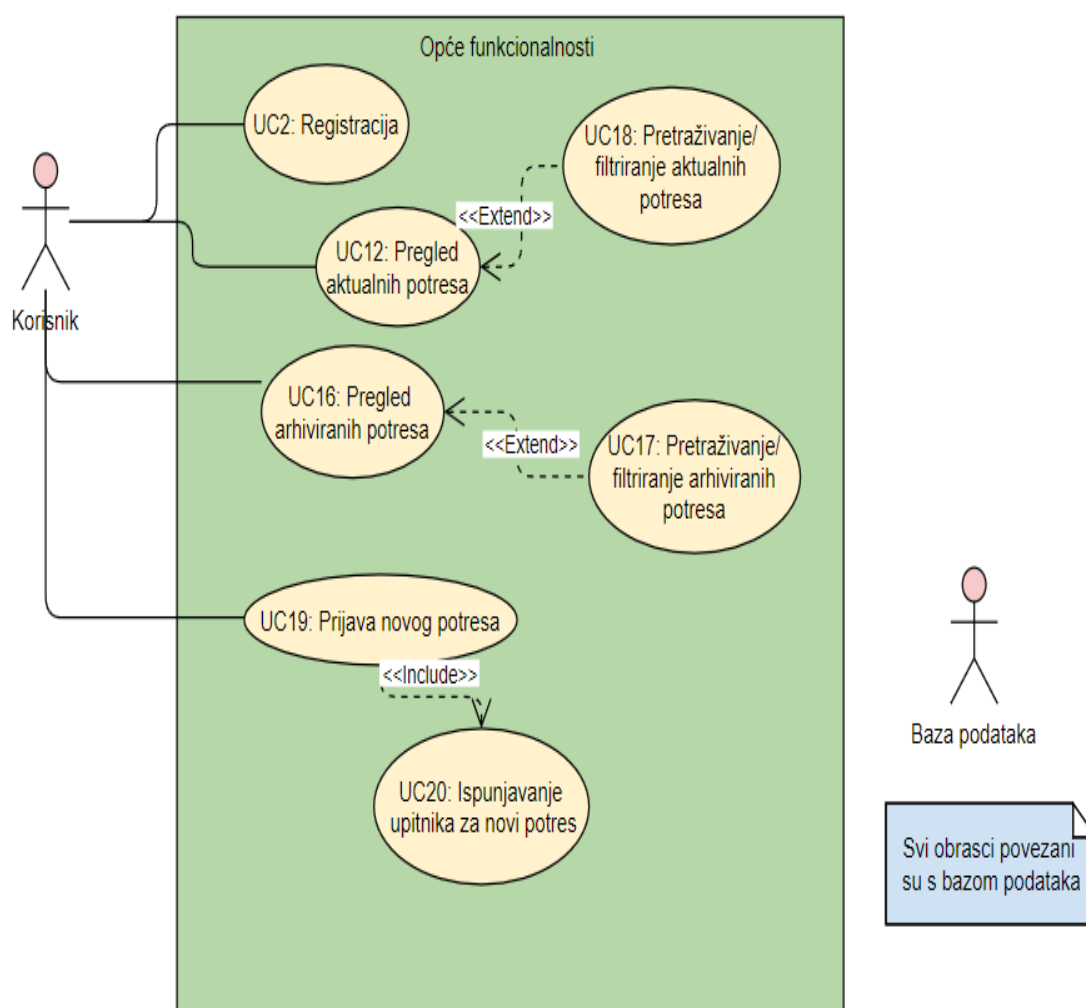 Opće funkcionalnosti
UC2: Registracija
UC18: Pretraživanje/
filtriranje aktualnih
potresa
<<Extend>>
UC12: Pregled
aktualnih potresa
Korisnik
UC16: Pregled
arhiviranih potresa
<<Extend>>
UC17: Pretraživanje/
filtriranje arhiviranih
potresa
UC19: Prijava novog potresa
<<Include>>
UC20: Ispunjavanje
upitnika za novi potres
Baza podataka
Svi obrasci povezani
su s bazom podataka